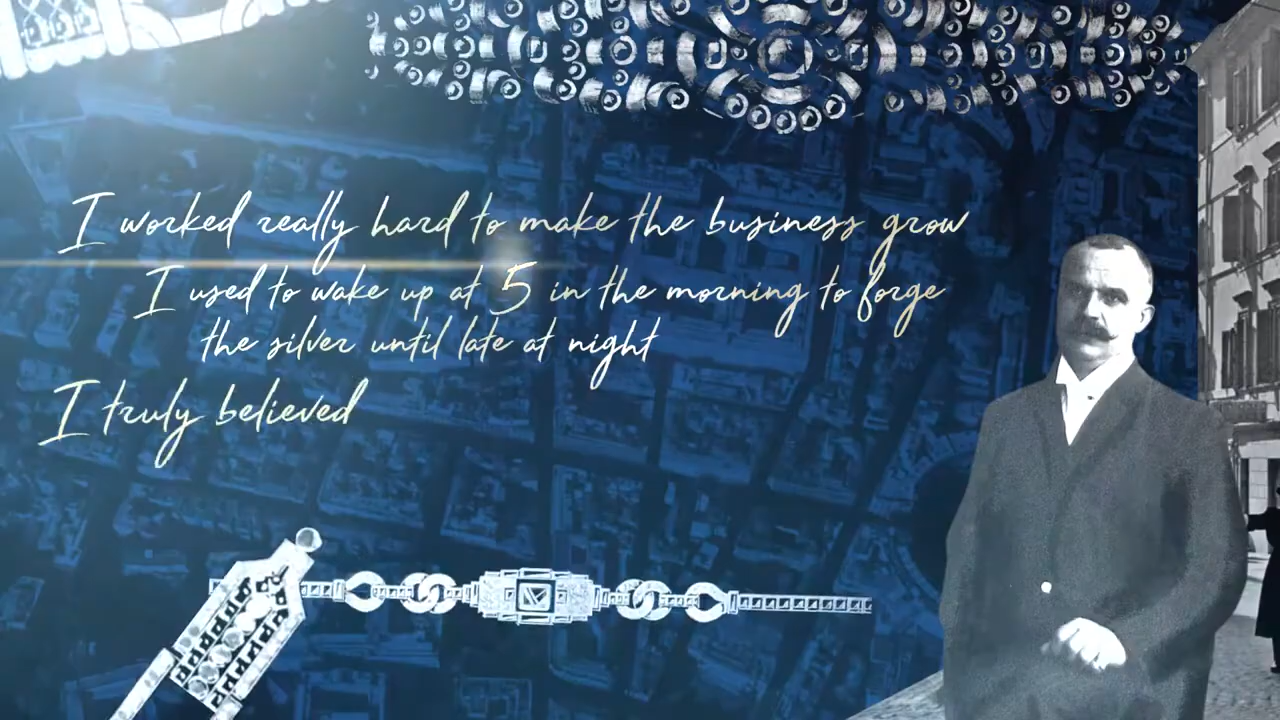 I worked really hard to make the business grow
I used to wake up at 5 in the morning to forge
the silver until late at night
I truly believed